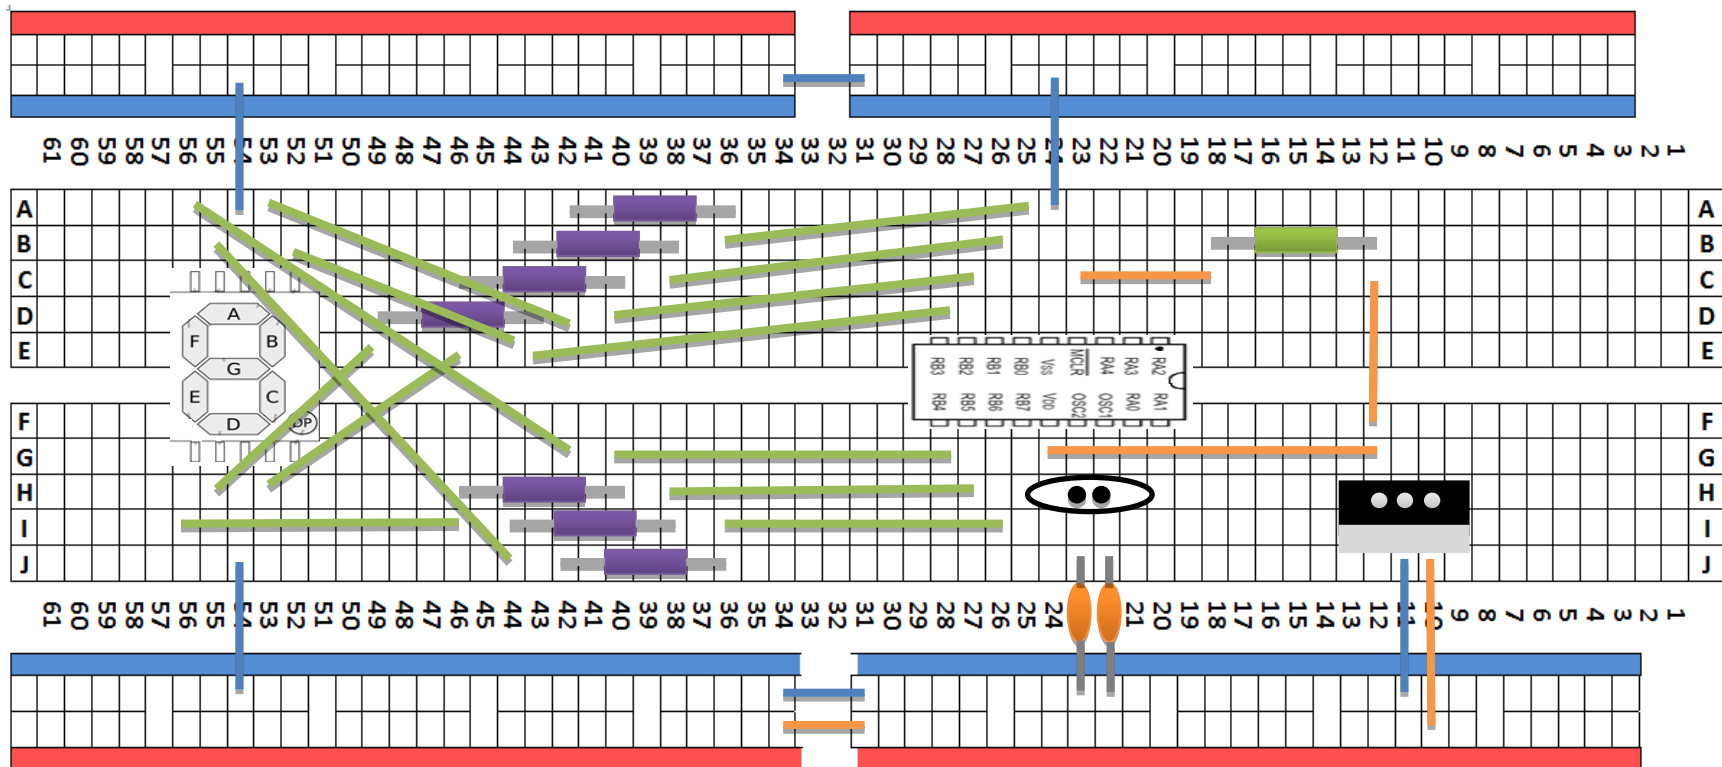 61 60 59 58 57 56 55 54 53 52 51 50 49 48 47 46 45 44 43 42 41 40 39 38 37 36 35 34 33 32 31 30 29 28 27 26 25 24 23 22 21 20 19 18 17 16 15 14 13 12 11 10 9 8 7 6 5 4 3 2 1
A A
B B
C C
D D
E E
A
F B
G
E C
D
DP
RB3 RB2 RB1 RB0 Vss MCLR RA4 RA3 RA2
RB4 RB5 RB6 RB7 VDD OSC2 OSC1 RA0 RA1
F F
G G
H H
I I
J J
61 60 59 58 57 56 55 54 53 52 51 50 49 48 47 46 45 44 43 42 41 40 39 38 37 36 35 34 33 32 31 30 29 28 27 26 25 24 21 20 19 18 17 16 15 14 13 12 11 10 9 8 7 6 5 4 3 2 1